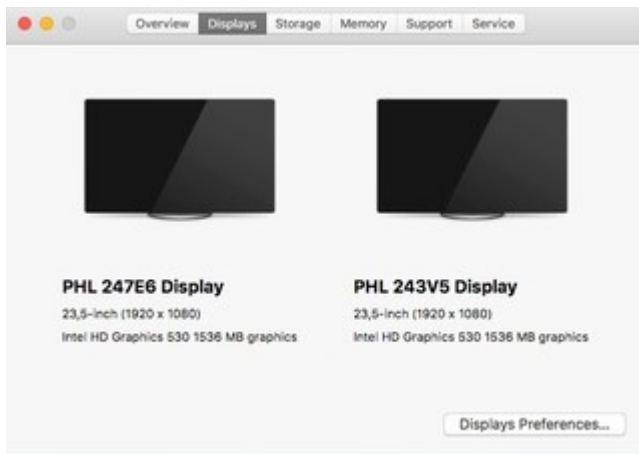 Overview Displays Storage Memory Support Service
PHL 247E6 Display
23,5-inch (1920 x 1080)
Intel HD Graphics 530 1536 MB graphics
PHL 243V5 Display
23,5-inch (1920 x 1080)
Intel HD Graphics 530 1536 MB graphics
Displays Preferences...